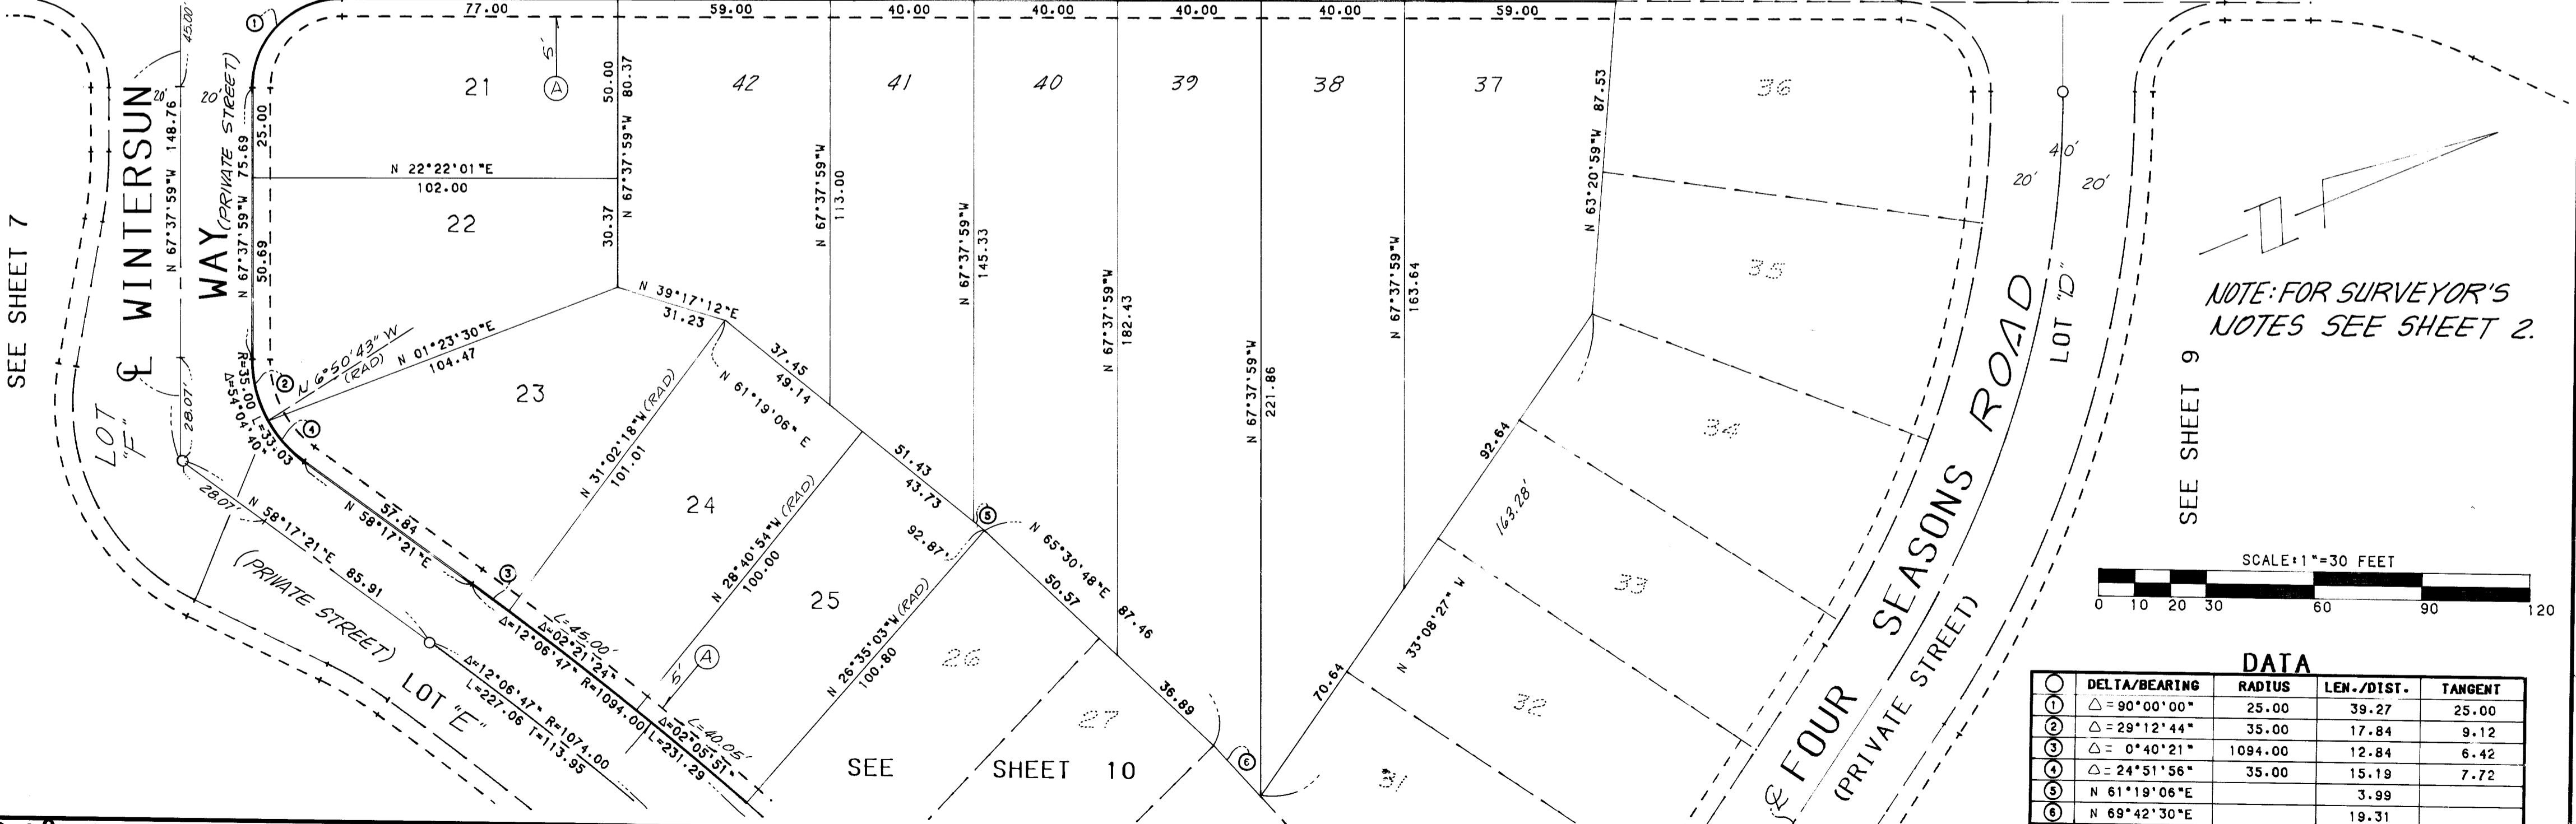 77.00
59.00
40.00
40.00
40.00
40.00
59.00
①
45.00'
5'
Ⓐ
50.00
N 67°37'59"W 80.37
30.37
21
42
41
40
39
38
37
36
35
34
33
32
31
20'
20'
N 67°37'59"W 148.76
℄ WINTERSUN
WAY (PRIVATE STREET)
25.00
N 67°37'59"W 75.69
50.69
N 22°22'01"E
102.00
22
N 67°37'59"W
113.00
N 67°37'59"W
145.33
N 67°37'59"W
182.43
N 67°37'59"W
221.86
N 67°37'59"W
163.64
N 63°20'59"W 87.53
SEE SHEET 7
LOT
"F"
28.07'
28.07'
R=35.00 L=33.03
Δ=54°04'40"
②
④
N 6°50'43" W
(RAD)
N 01°23'30"E
104.47
N 39°17'12"E
31.23
23
37.45
49.14
N 61°19'06" E
N 31°02'18"W (RAD)
101.01
24
51.43
43.73
N 28°40'54"W (RAD)
100.00
92.87'
⑤
25
N 26°35'03"W (RAD)
100.80
N 65°30'48"E 87.46
50.57
36.89
26
27
⑥
N 58°17'21"E 85.91
57.84
N 58°17'21"E
③
(PRIVATE STREET)
LOT "E"
L=45.00'
Δ=02°21'24"
Δ=12°06'47" R=1094.00 L=231.29
5'
Ⓐ
L=40.05'
Δ=02°05'51"
Δ=12°06'47" R=1074.00
L=227.06 T=113.95
SEE SHEET 10
92.64
163.28'
N 33°08'27" W
70.64
℄ FOUR SEASONS ROAD
(PRIVATE STREET)
LOT "D"
40'
20'
20'
SEE SHEET 9
NOTE: FOR SURVEYOR'S
NOTES SEE SHEET 2.
SCALE: 1"=30 FEET
0 10 20 30 60 90 120
DATA
○ DELTA/BEARING RADIUS LEN./DIST. TANGENT
① Δ=90°00'00" 25.00 39.27 25.00
② Δ=29°12'44" 35.00 17.84 9.12
③ Δ= 0°40'21" 1094.00 12.84 6.42
④ Δ=24°51'56" 35.00 15.19 7.72
⑤ N 61°19'06"E 3.99
⑥ N 69°42'30"E 19.31